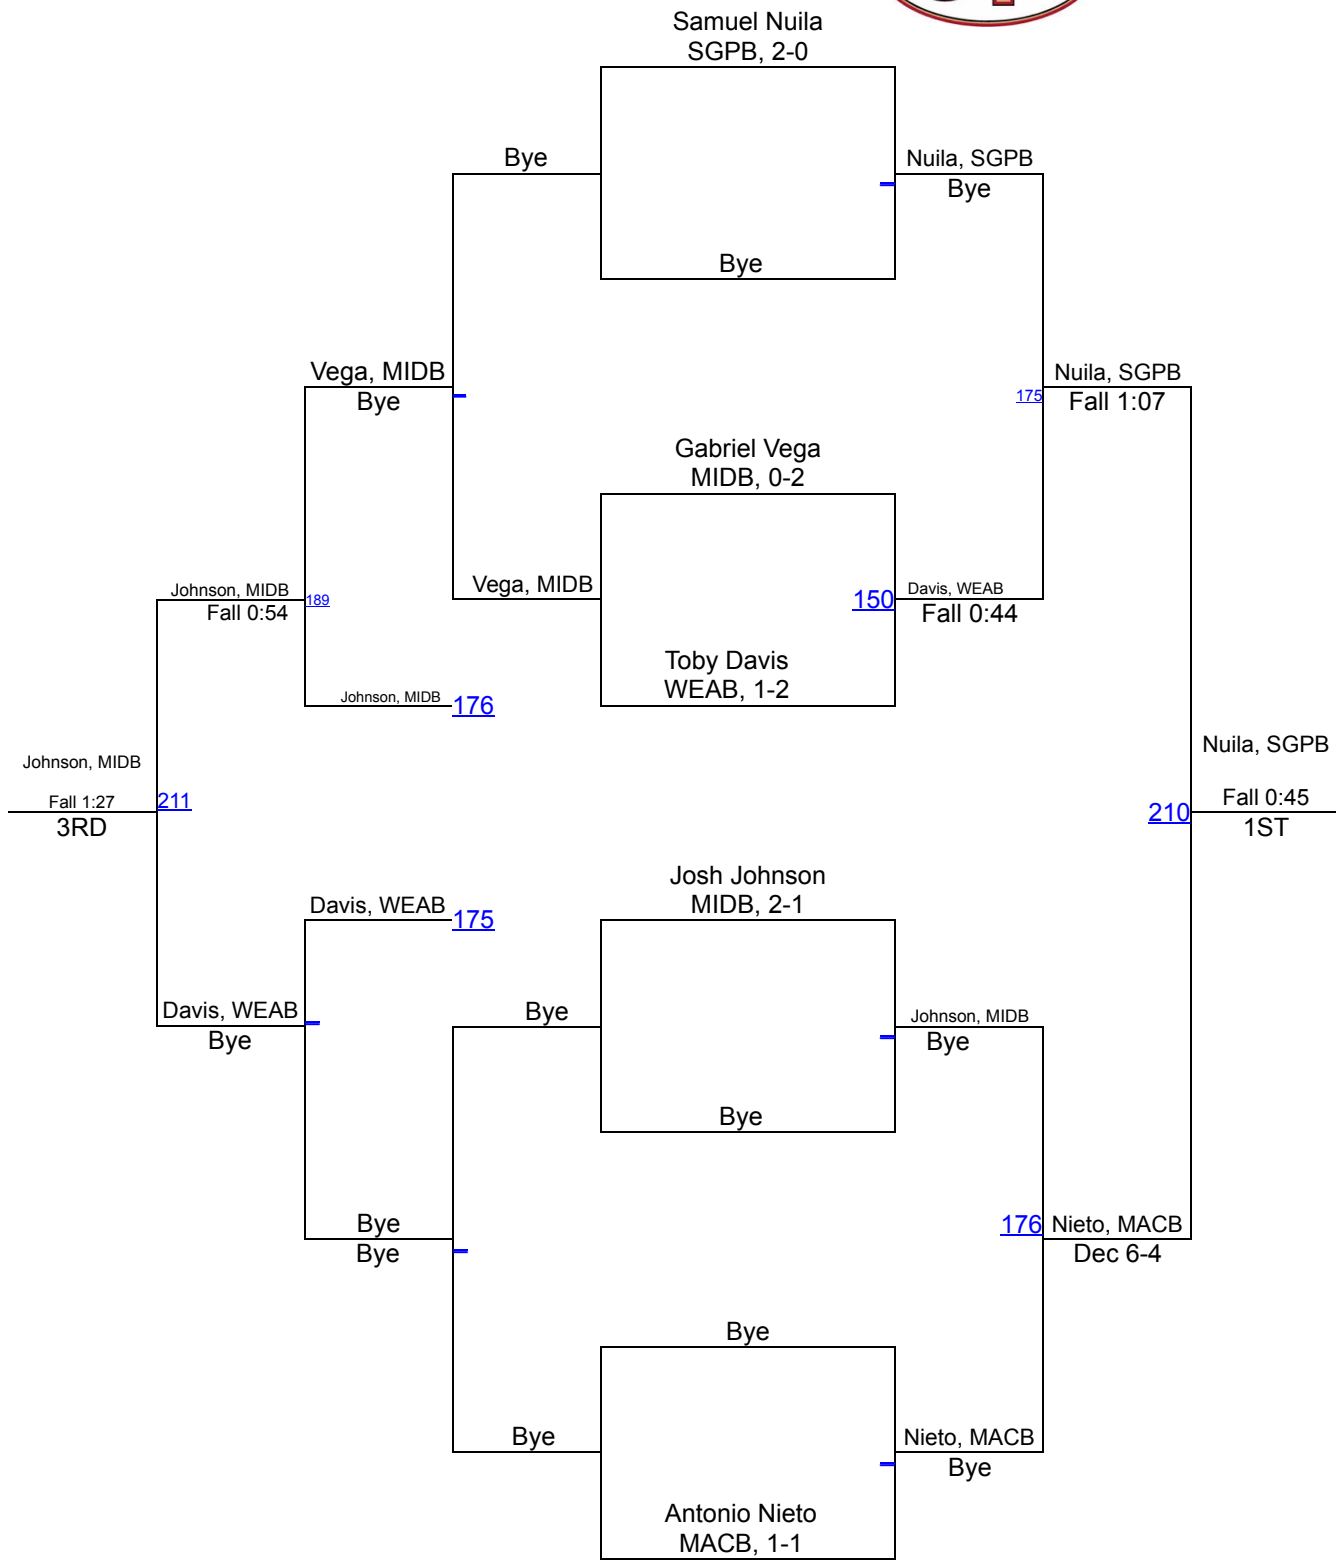 Samuel Nuila
SGPB, 2-0
Bye
Nuila, SGPB
Bye
Bye
Vega, MIDB
Bye
Nuila, SGPB
175
Fall 1:07
Gabriel Vega
MIDB, 0-2
Vega, MIDB
150
Davis, WEAB
Fall 0:44
Johnson, MIDB
189
Fall 0:54
Toby Davis
WEAB, 1-2
Johnson, MIDB
176
Nuila, SGPB
Johnson, MIDB
Fall 1:27
211
3RD
210
Fall 0:45
1ST
Josh Johnson
MIDB, 2-1
Davis, WEAB
175
Davis, WEAB
Bye
Bye
Johnson, MIDB
Bye
Bye
Bye
Bye
176
Nieto, MACB
Dec 6-4
Bye
Bye
Nieto, MACB
Bye
Antonio Nieto
MACB, 1-1